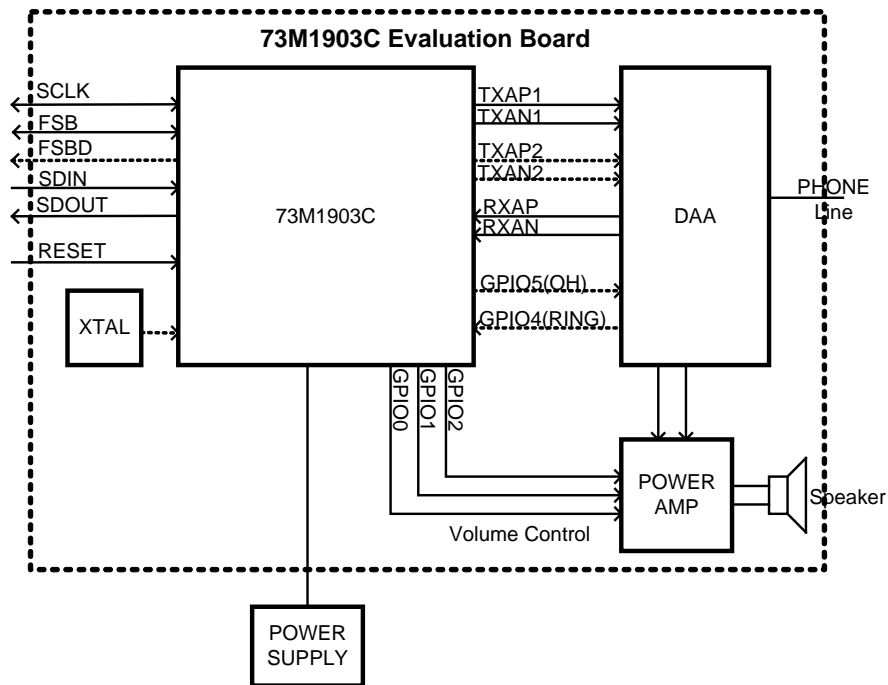 73M1903C Evaluation Board
SCLK
FSB
FSBD
SDIN
SDOUT
RESET
XTAL
73M1903C
TXAP1
TXAN1
TXAP2
TXAN2
RXAP
RXAN
GPIO5(OH)
GPIO4(RING)
DAA
PHONE
Line
GPIO0
GPIO1
GPIO2
Volume Control
POWER
AMP
Speaker
POWER
SUPPLY